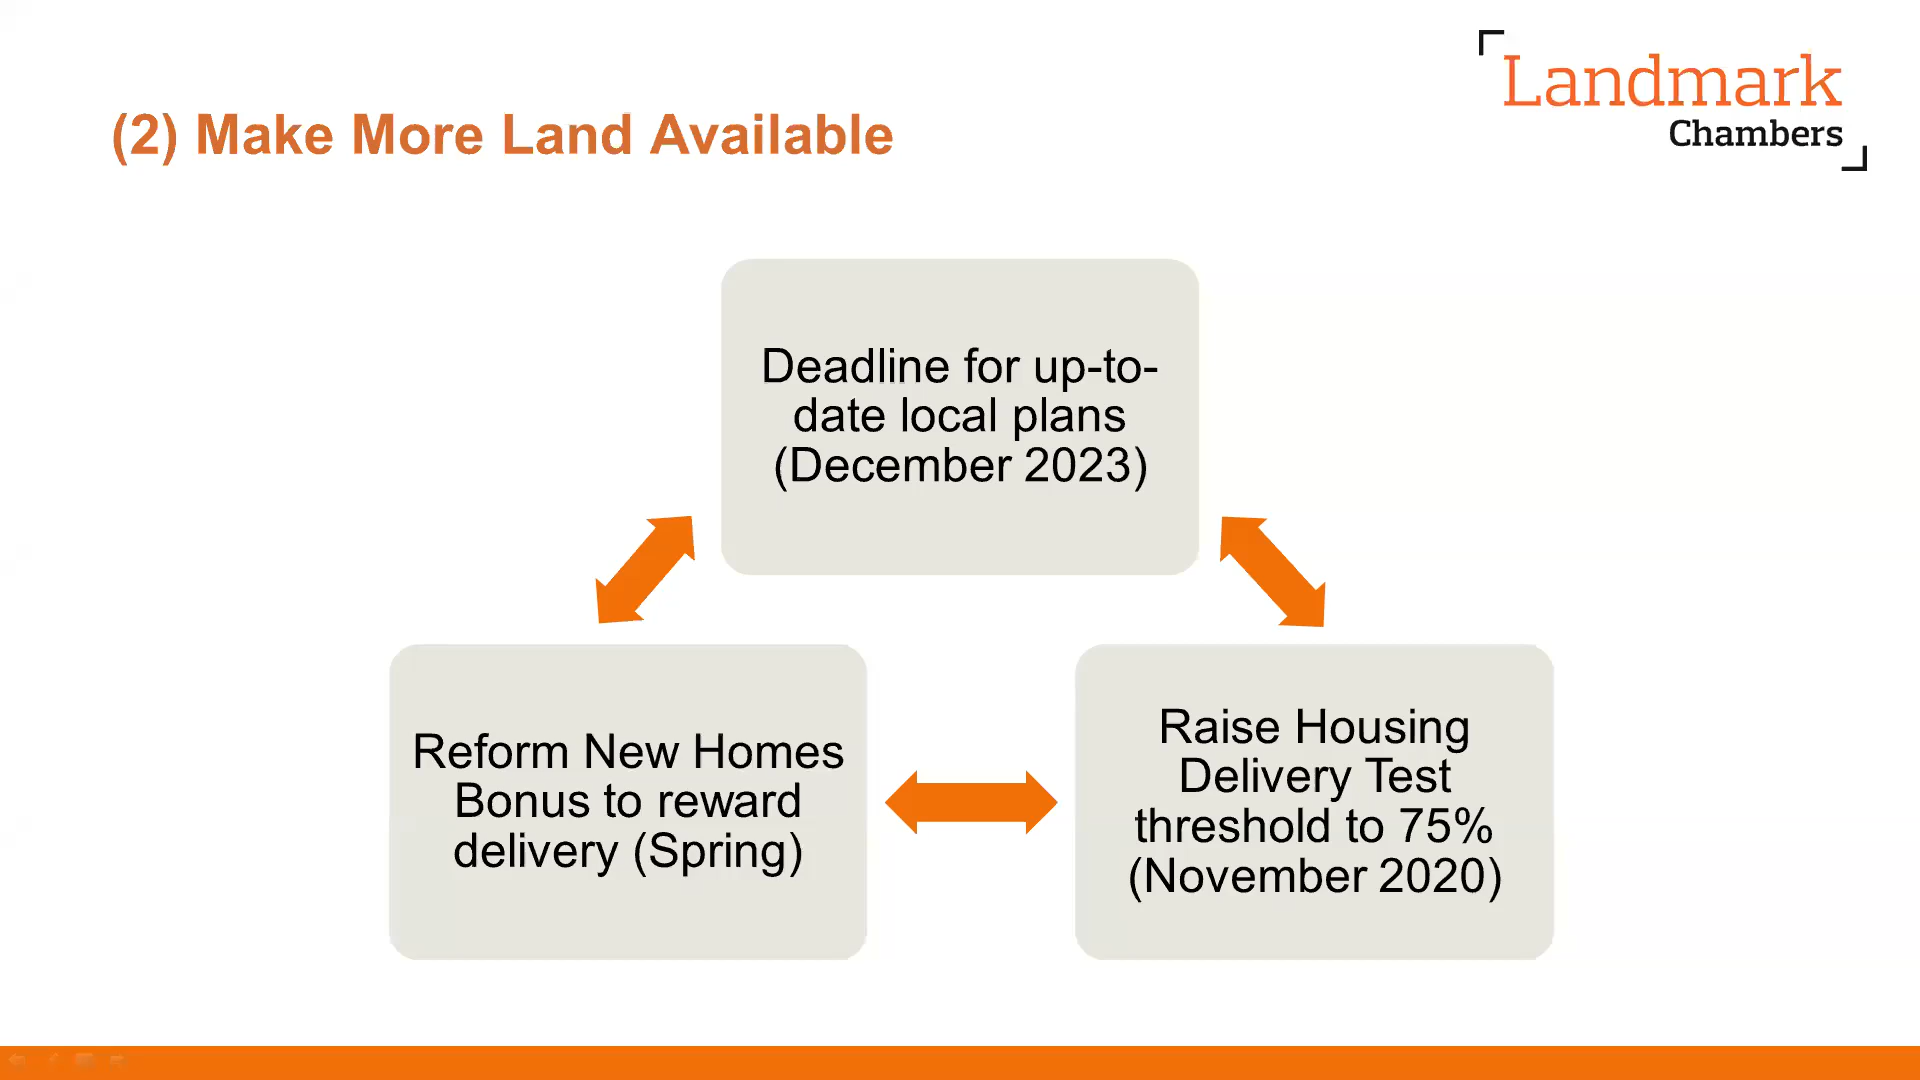 Landmark
Chambers
(2) Make More Land Available
Deadline for up-to-
date local plans
(December 2023)
Reform New Homes
Bonus to reward
delivery (Spring)
Raise Housing
Delivery Test
threshold to 75%
(November 2020)